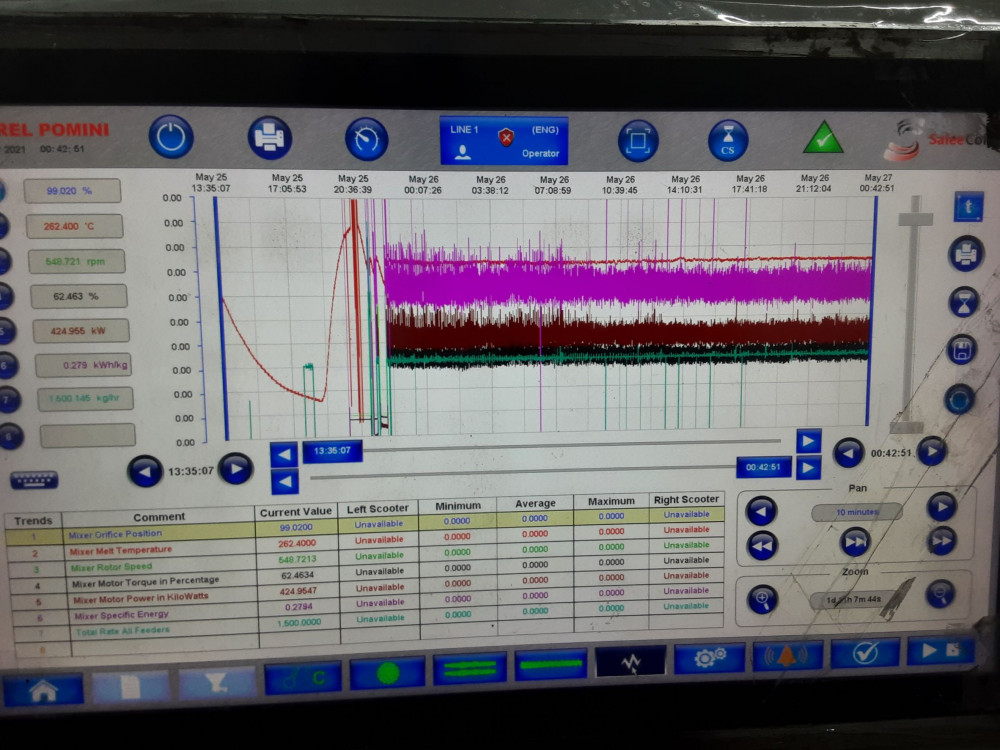 REL POMINI
2021 00:42:51
LINE 1 (ENG)
Operator
CS
SaleeCol
99.020 %
262.400 °C
548.721 rpm
62.463 %
424.955 kW
0.279 kWh/kg
kg/hr
May 25 May 25 May 25 May 26 May 26 May 26 May 26 May 26 May 26 May 26 May 27
13:35:07 17:05:53 20:36:39 00:07:26 03:38:12 07:08:59 10:39:45 14:10:31 17:41:18 21:12:04 00:42:51
0.00
0.00
0.00
0.00
0.00
0.00
0.00
0.00
0.00
0.00
0.00
t
13:35:07
00:42:51
13:35:07
00:42:51
Trends Comment Current Value Left Scooter Minimum Average Maximum Right Scooter
1 Mixer Orifice Position 99.0200 Unavailable 0.0000 0.0000 0.0000 Unavailable
2 Mixer Melt Temperature 262.4000 Unavailable 0.0000 0.0000 0.0000 Unavailable
3 Mixer Rotor Speed 548.7213 Unavailable 0.0000 0.0000 0.0000 Unavailable
4 Mixer Motor Torque in Percentage 62.4634 Unavailable 0.0000 0.0000 0.0000 Unavailable
5 Mixer Motor Power in KiloWatts 424.9547 Unavailable 0.0000 0.0000 0.0000 Unavailable
6 Mixer Specific Energy 0.2794 Unavailable 0.0000 0.0000 0.0000 Unavailable
7 Total Rate All Feeders 1,500.0000 Unavailable 0.0000 0.0000 0.0000 Unavailable
8
Pan
10 minutes
Zoom
7m 44s
C